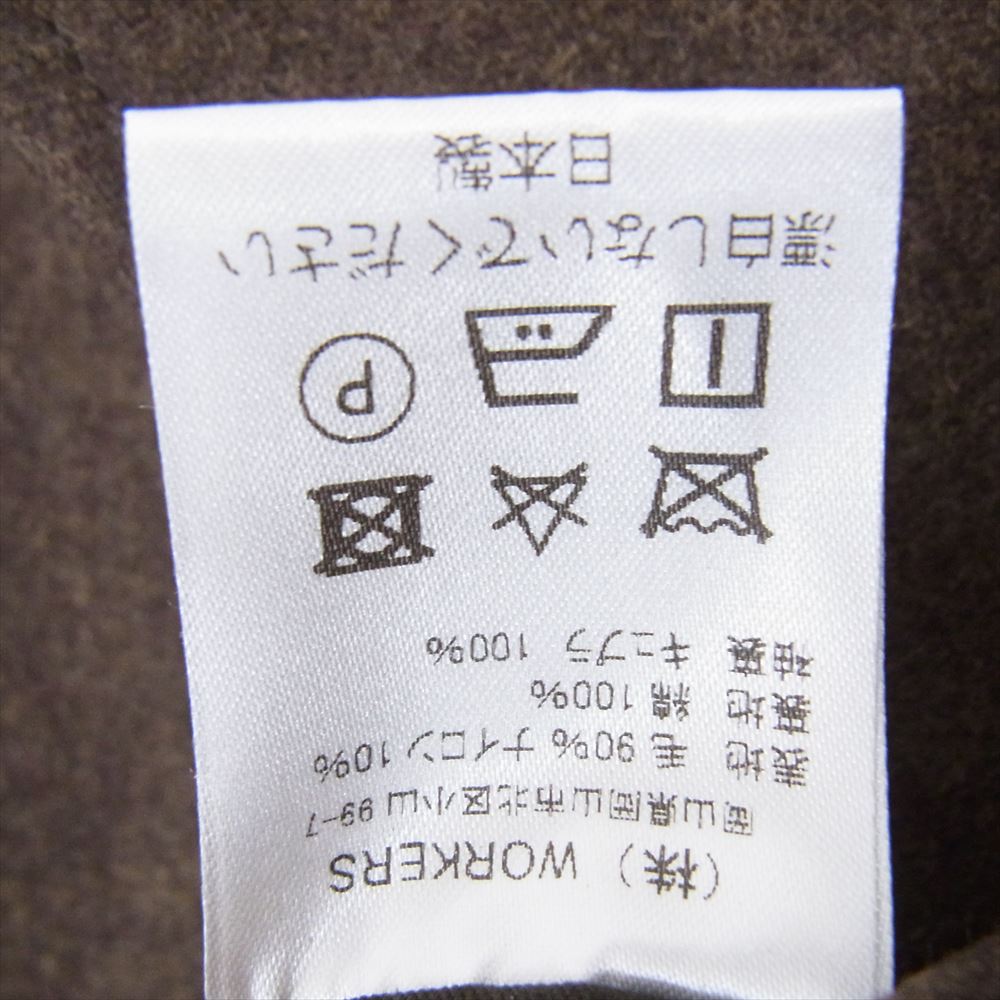 （株）WORKERS
岡山県岡山市北区小山 99-7
表地 毛 90% ナイロン 10%
裏地 綿 100%
袖裏 キュプラ 100%
P
漂白しないでください
日本製